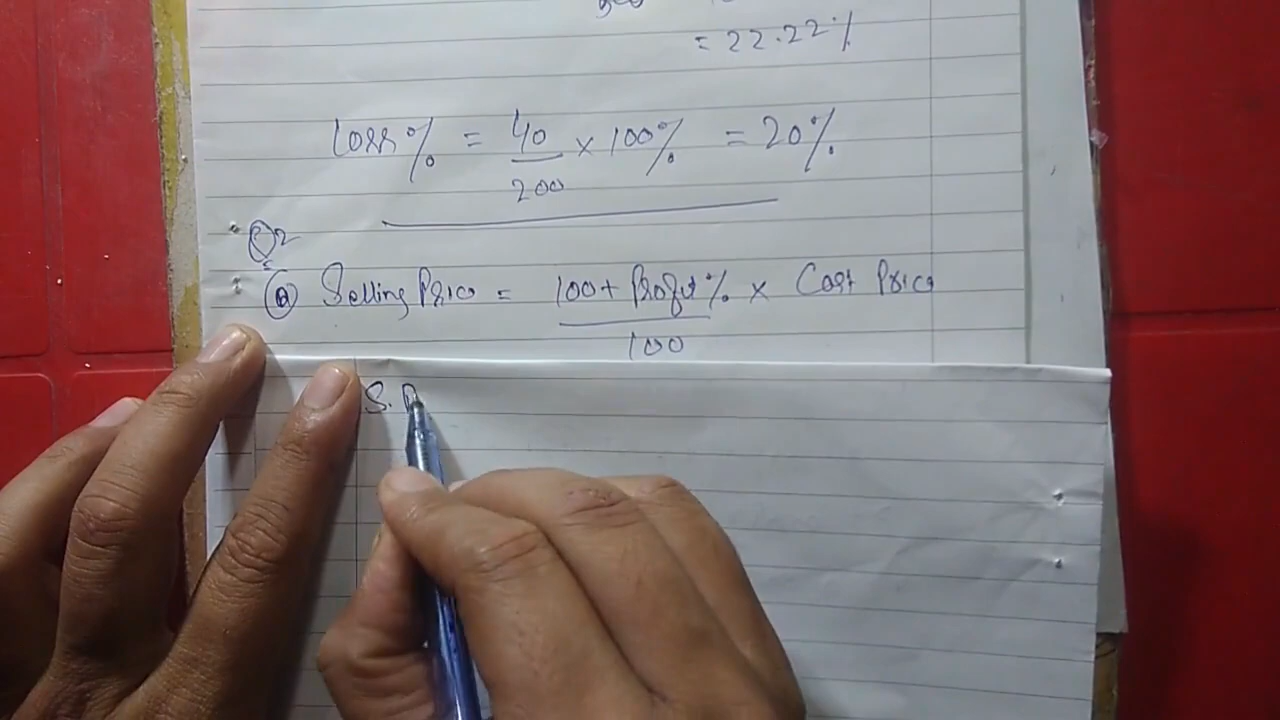 = 22.22%
Loss% = 40/200 × 100% = 20%
Q2
(a) Selling Price = 100 + Profit%/100 × Cost Price
S. P